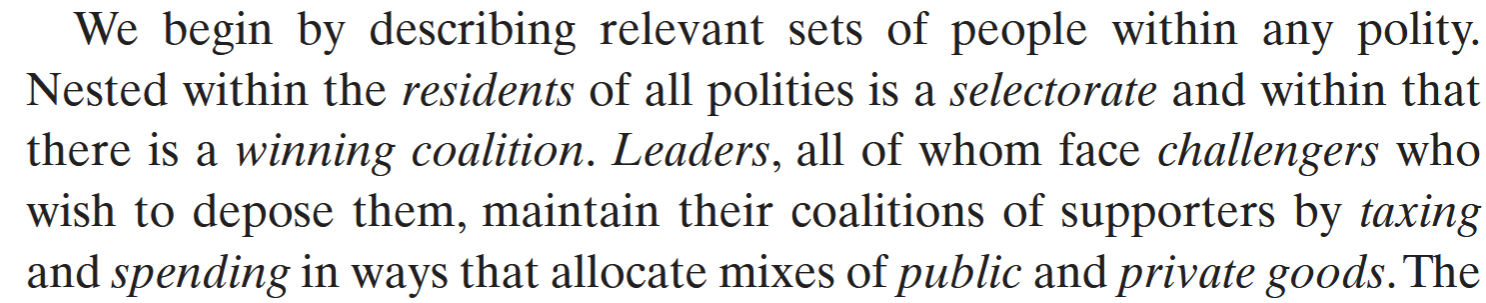 We begin by describing relevant sets of people within any polity.
Nested within the residents of all polities is a selectorate and within that
there is a winning coalition. Leaders, all of whom face challengers who
wish to depose them, maintain their coalitions of supporters by taxing
and spending in ways that allocate mixes of public and private goods. The